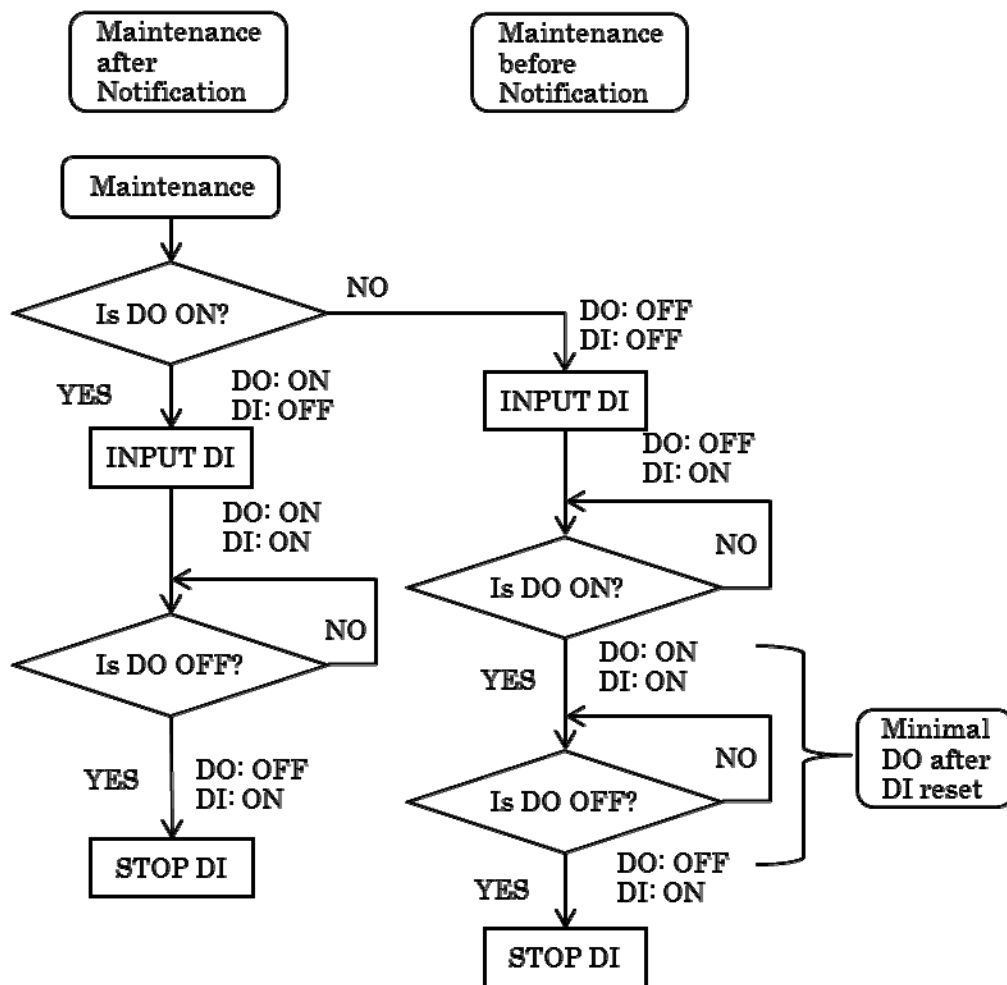 Maintenance
after
Notification
Maintenance
before
Notification
Maintenance
Is DO ON?
NO
DO: OFF
DI: OFF
YES
DO: ON
DI: OFF
INPUT DI
INPUT DI
DO: OFF
DI: ON
DO: ON
DI: ON
NO
Is DO ON?
NO
Is DO OFF?
YES
DO: ON
DI: ON
NO
Minimal
DO after
DI reset
YES
DO: OFF
DI: ON
Is DO OFF?
STOP DI
YES
DO: OFF
DI: ON
STOP DI